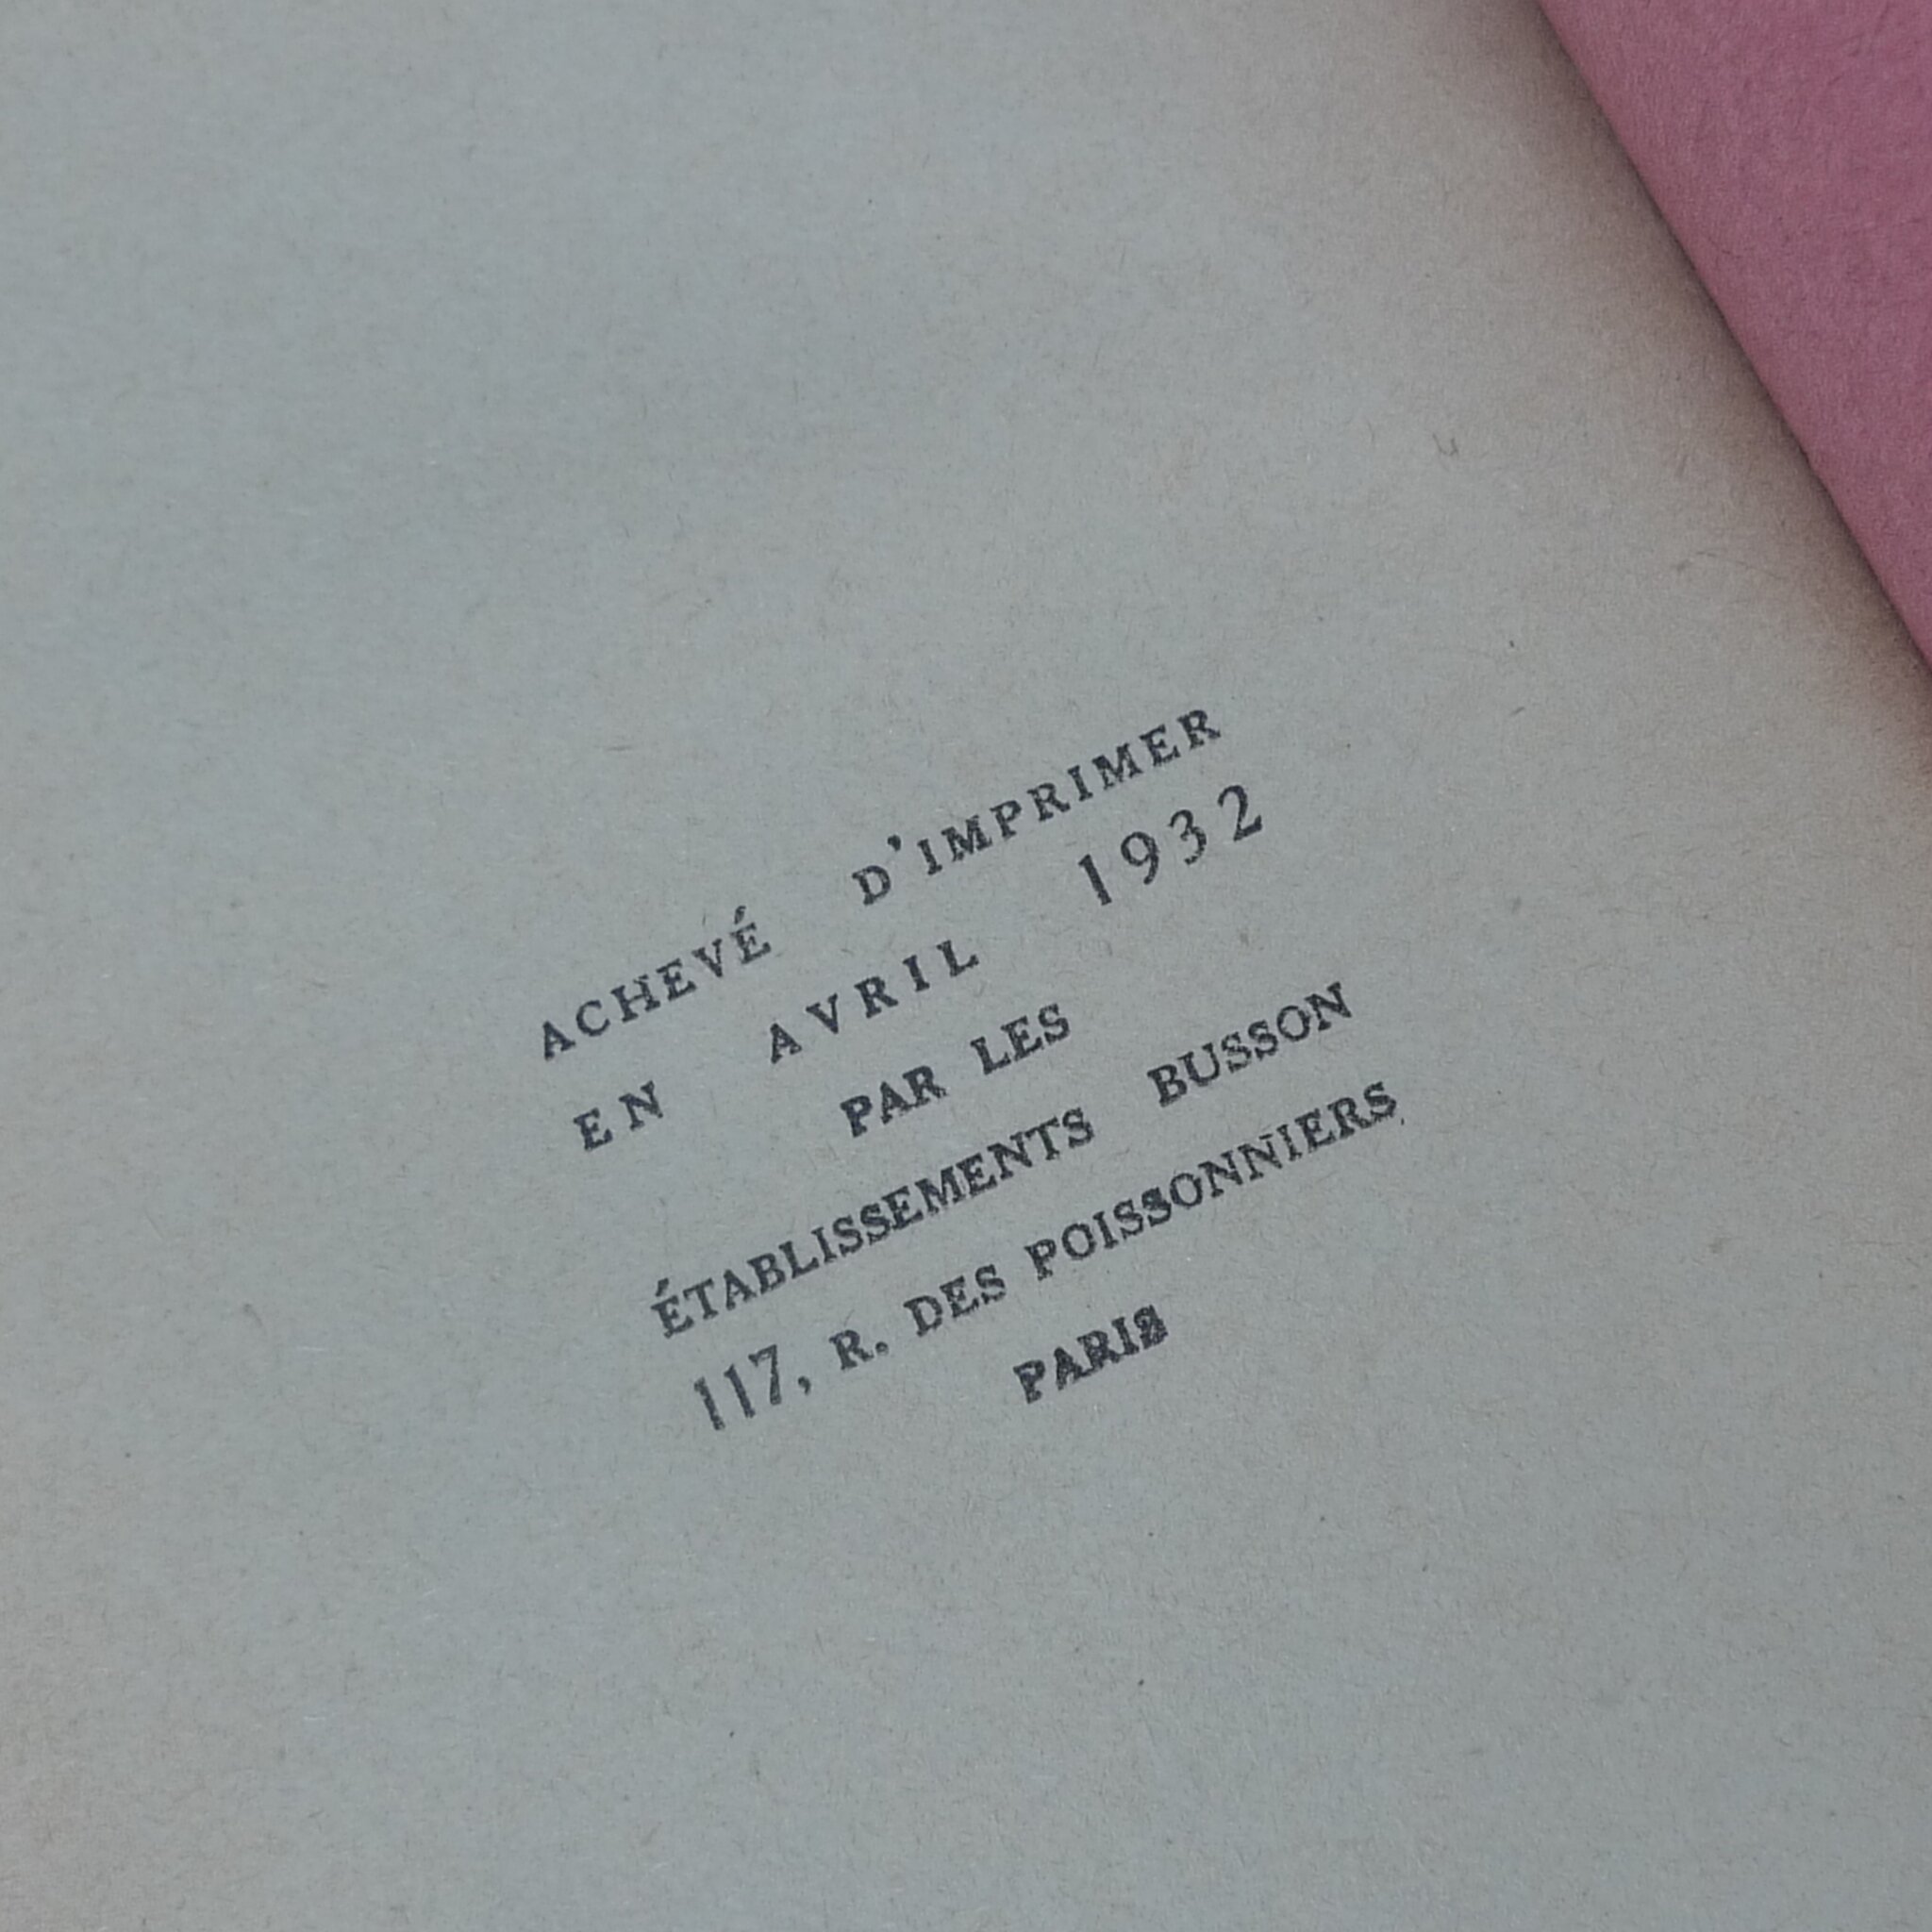 ACHEVÉ D'IMPRIMER
EN AVRIL 1932
PAR LES
ÉTABLISSEMENTS BUSSON
117, R. DES POISSONNIERS
PARIS